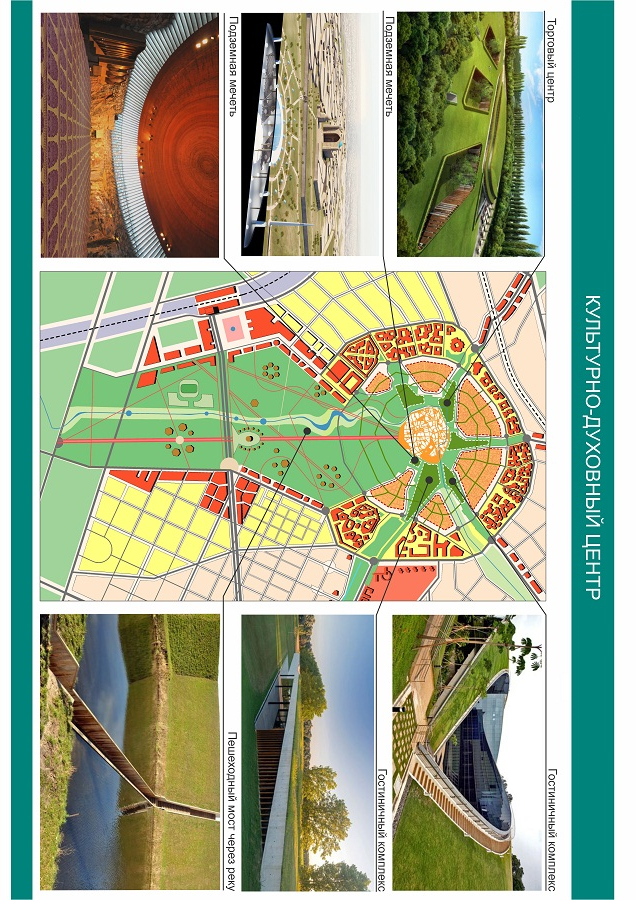 КУЛЬТУРНО-ДУХОВНЫЙ ЦЕНТР
Подземная мечеть
Подземная мечеть
Торговый центр
Пешеходный мост через реку
Гостиничный комплекс
Гостиничный комплекс